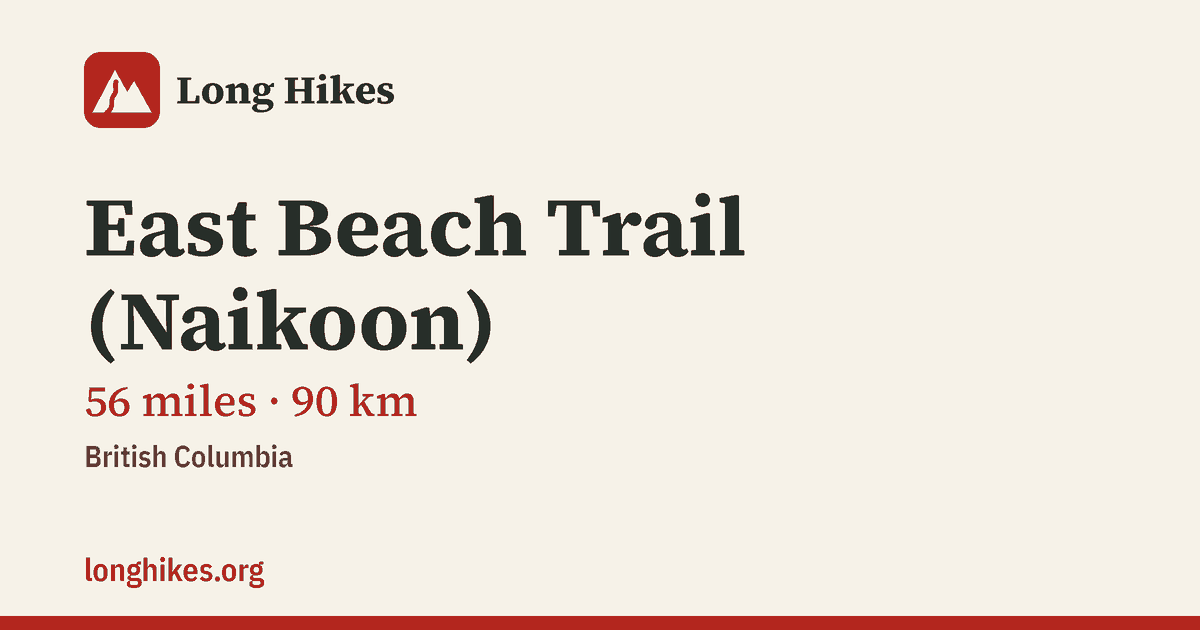 Long Hikes
East Beach Trail
(Naikoon)
56 miles · 90 km
British Columbia
longhikes.org